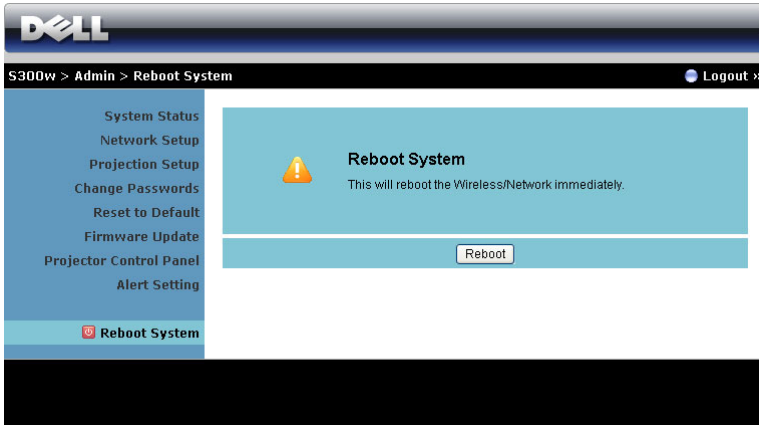 DELL
S300w > Admin > Reboot System
Logout »
System Status
Network Setup
Projection Setup
Change Passwords
Reset to Default
Firmware Update
Projector Control Panel
Alert Setting
Reboot System
Reboot System
This will reboot the Wireless/Network immediately.
Reboot